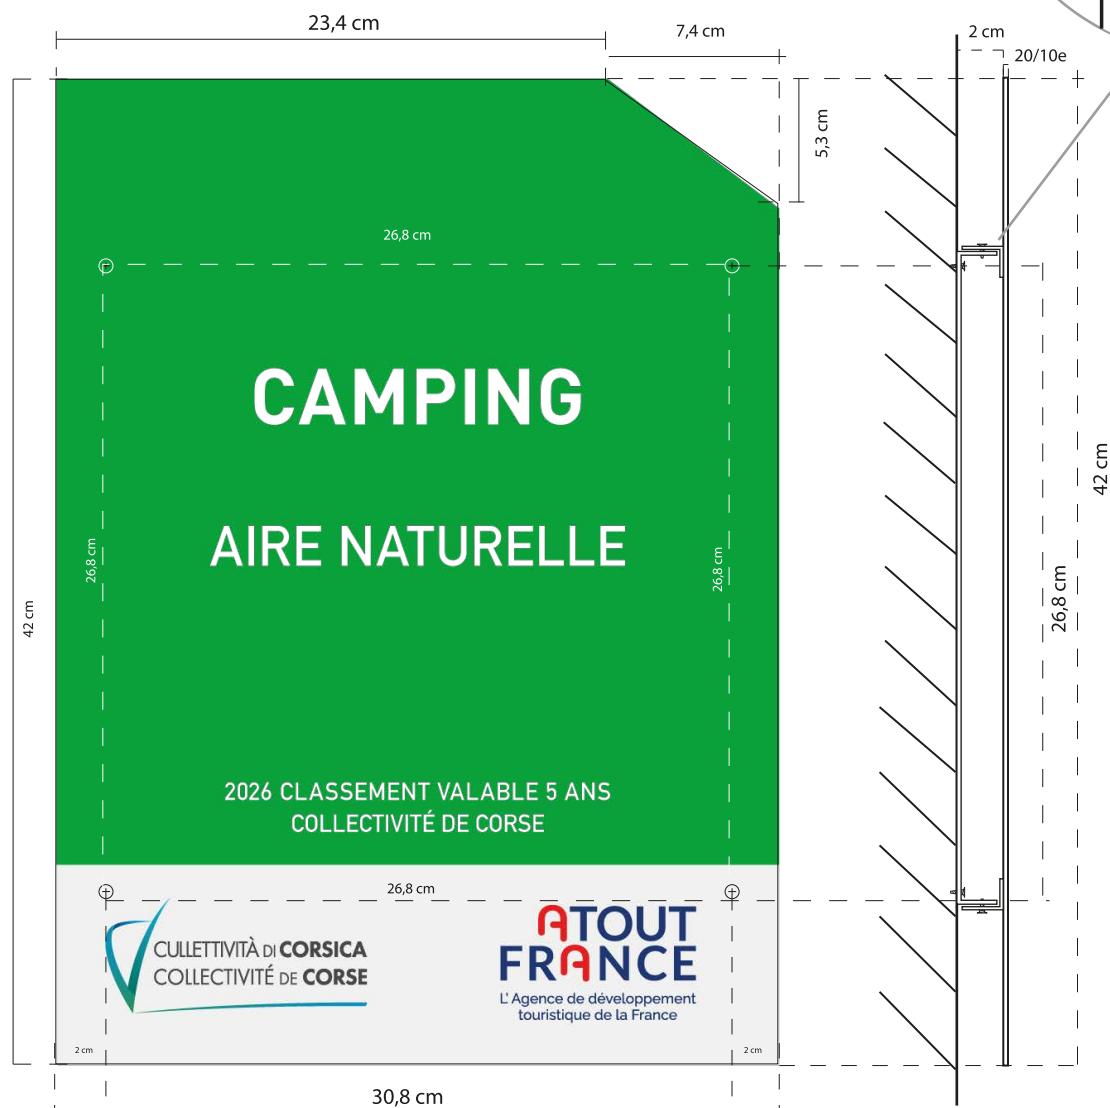 23,4 cm
7,4 cm
2 cm
20/10e
5,3 cm
26,8 cm
CAMPING
AIRE NATURELLE
26,8 cm
26,8 cm
42 cm
42 cm
26,8 cm
2026 CLASSEMENT VALABLE 5 ANS
COLLECTIVITÉ DE CORSE
26,8 cm
CULLETTIVITÀ DI CORSICA
COLLECTIVITÉ DE CORSE
ATOUT
FRANCE
L'Agence de développement
touristique de la France
2 cm
2 cm
30,8 cm